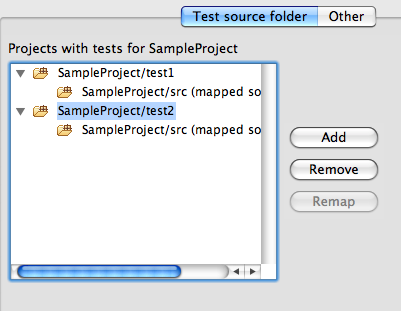 Test source folder Other
Projects with tests for SampleProject
SampleProject/test1
SampleProject/src (mapped so
SampleProject/test2
SampleProject/src (mapped so
Add
Remove
Remap